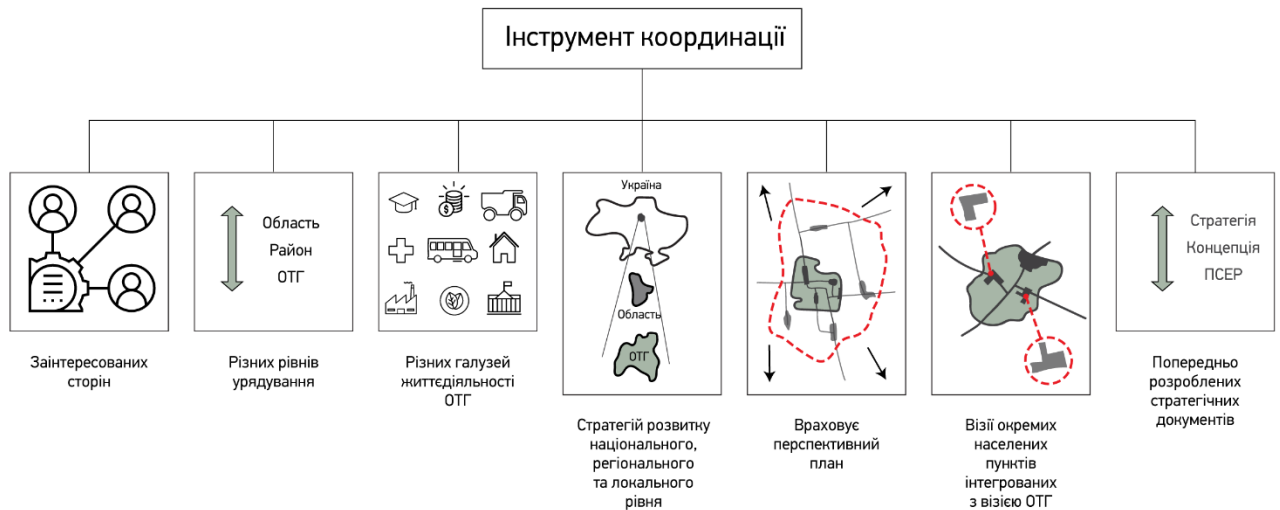 Інструмент координації
Область
Район
ОТГ
Україна
Область
ОТГ
Стратегія
Концепція
ПСЕР
Заінтересованих
сторін
Різних рівнів
урядування
Різних галузей
життєдіяльності
ОТГ
Стратегій розвитку
національного,
регіонального
та локального
рівня
Враховує
перспективний
план
Візії окремих
населених
пунктів
інтегрованих
з візією ОТГ
Попередньо
розроблених
стратегічних
документів